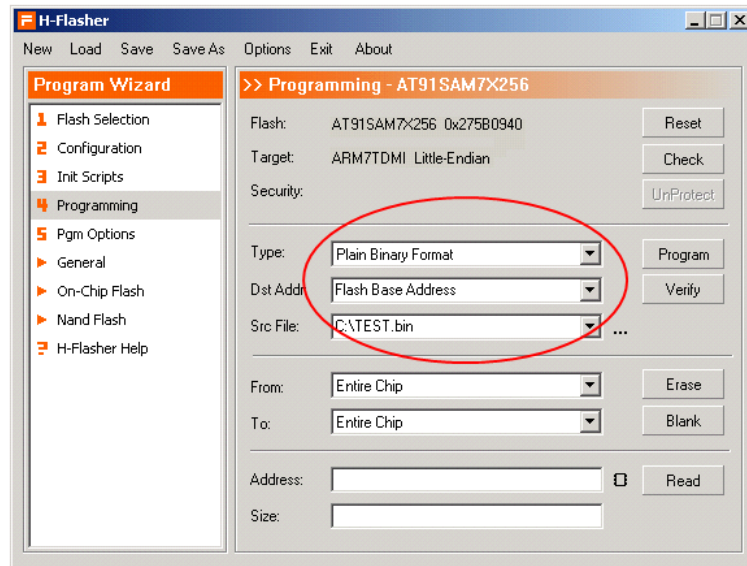 H-Flasher
New Load Save Save As Options Exit About
Program Wizard
1 Flash Selection
2 Configuration
3 Init Scripts
4 Programming
5 Pgm Options
General
On-Chip Flash
Nand Flash
? H-Flasher Help
>> Programming - AT91SAM7X256
Flash: AT91SAM7X256 0x275B0940 Reset
Target: ARM7TDMI Little-Endian Check
Security: UnProtect
Type: Plain Binary Format Program
Dst Addr Flash Base Address Verify
Src File: C:\TEST.bin ...
From: Entire Chip Erase
To: Entire Chip Blank
Address: Read
Size: